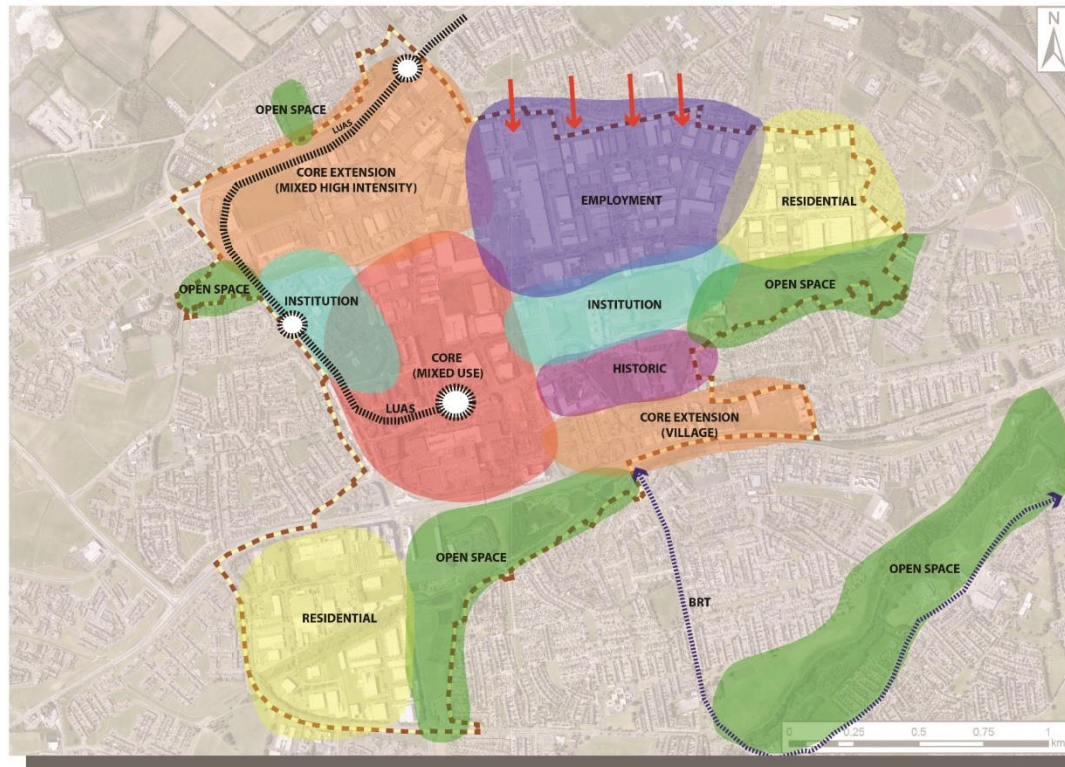 N
OPEN SPACE
LUAS
CORE EXTENSION
(MIXED HIGH INTENSITY)
EMPLOYMENT
RESIDENTIAL
OPEN SPACE
INSTITUTION
INSTITUTION
OPEN SPACE
CORE
(MIXED USE)
HISTORIC
LUAS
CORE EXTENSION
(VILLAGE)
OPEN SPACE
OPEN SPACE
BRT
RESIDENTIAL
0 0.25 0.5 0.75 1
km